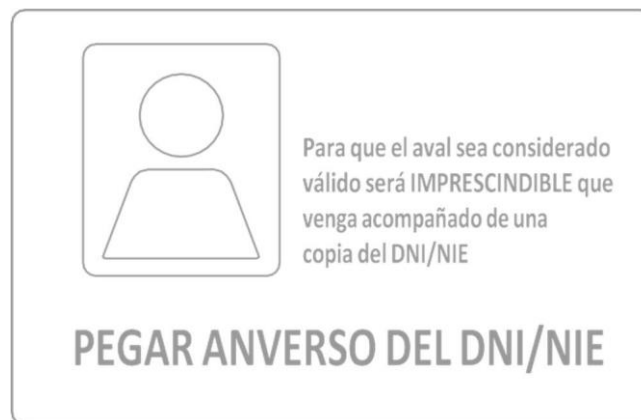 Para que el aval sea considerado
válido será IMPRESCINDIBLE que
venga acompañado de una
copia del DNI/NIE
PEGAR ANVERSO DEL DNI/NIE